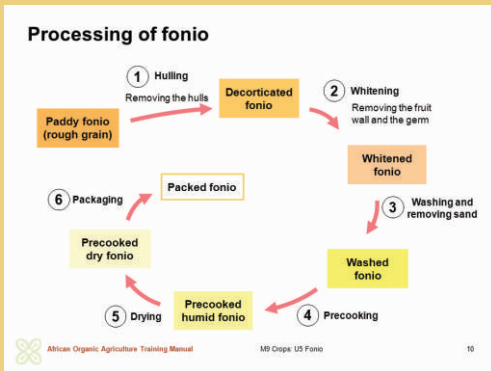 Processing of fonio
1 Hulling
Removing the hulls
Paddy fonio
(rough grain)
Decorticated
fonio
2 Whitening
Removing the fruit
wall and the germ
Whitened
fonio
3 Washing and
removing sand
Washed
fonio
4 Precooking
Precooked
humid fonio
5 Drying
Precooked
dry fonio
6 Packaging
Packed fonio
African Organic Agriculture Training Manual
M9 Crops: U5 Fonio
10